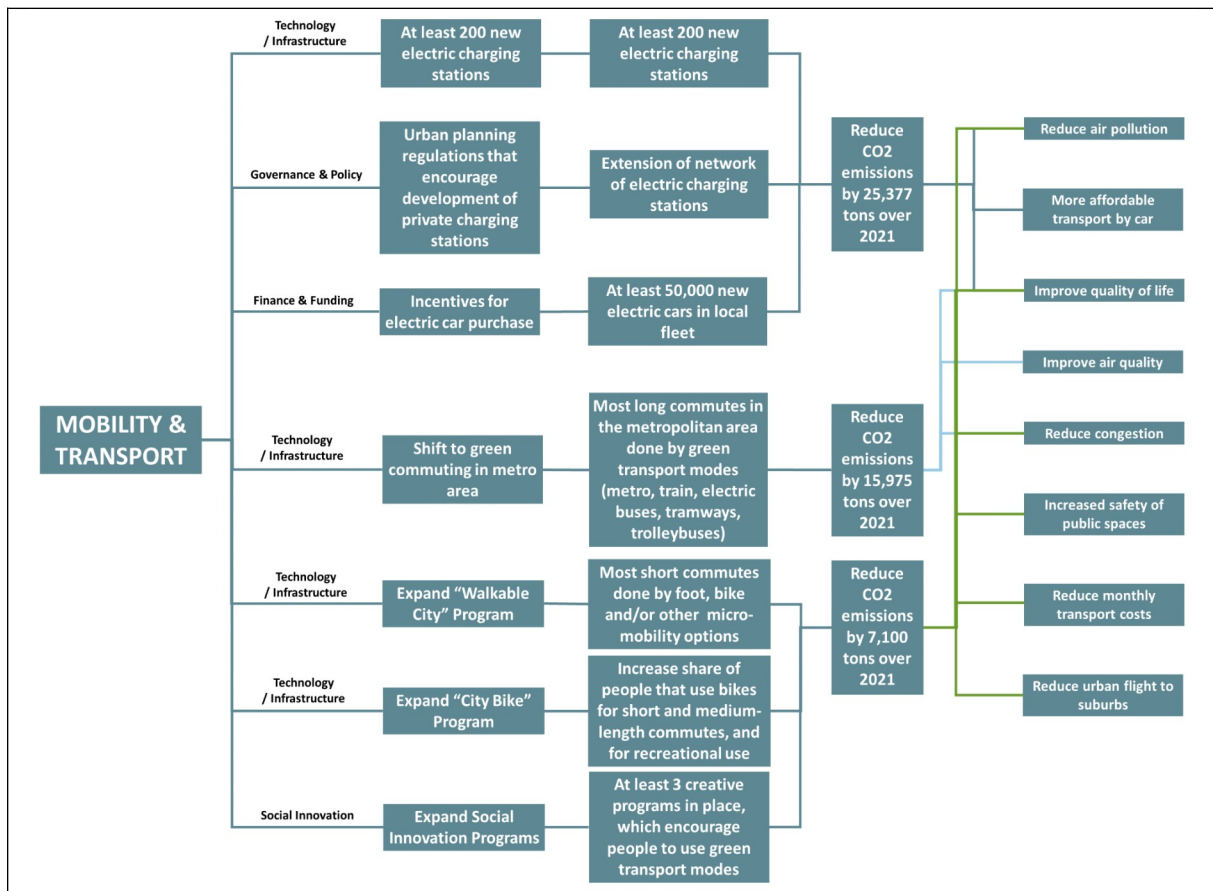 MOBILITY &
TRANSPORT
Technology
/ Infrastructure
At least 200 new
electric charging
stations
At least 200 new
electric charging
stations
Governance & Policy
Urban planning
regulations that
encourage
development of
private charging
stations
Extension of network
of electric charging
stations
Finance & Funding
Incentives for
electric car purchase
At least 50,000 new
electric cars in local
fleet
Reduce
CO2
emissions
by 25,377
tons over
2021
Technology
/ Infrastructure
Shift to green
commuting in metro
area
Most long commutes in
the metropolitan area
done by green
transport modes
(metro, train, electric
buses, tramways,
trolleybuses)
Reduce
CO2
emissions
by 15,975
tons over
2021
Technology
/ Infrastructure
Expand “Walkable
City” Program
Most short commutes
done by foot, bike
and/or other micro-
mobility options
Technology
/ Infrastructure
Expand “City Bike”
Program
Increase share of
people that use bikes
for short and medium-
length commutes, and
for recreational use
Social Innovation
Expand Social
Innovation Programs
At least 3 creative
programs in place,
which encourage
people to use green
transport modes
Reduce
CO2
emissions
by 7,100
tons over
2021
Reduce air pollution
More affordable
transport by car
Improve quality of life
Improve air quality
Reduce congestion
Increased safety of
public spaces
Reduce monthly
transport costs
Reduce urban flight to
suburbs